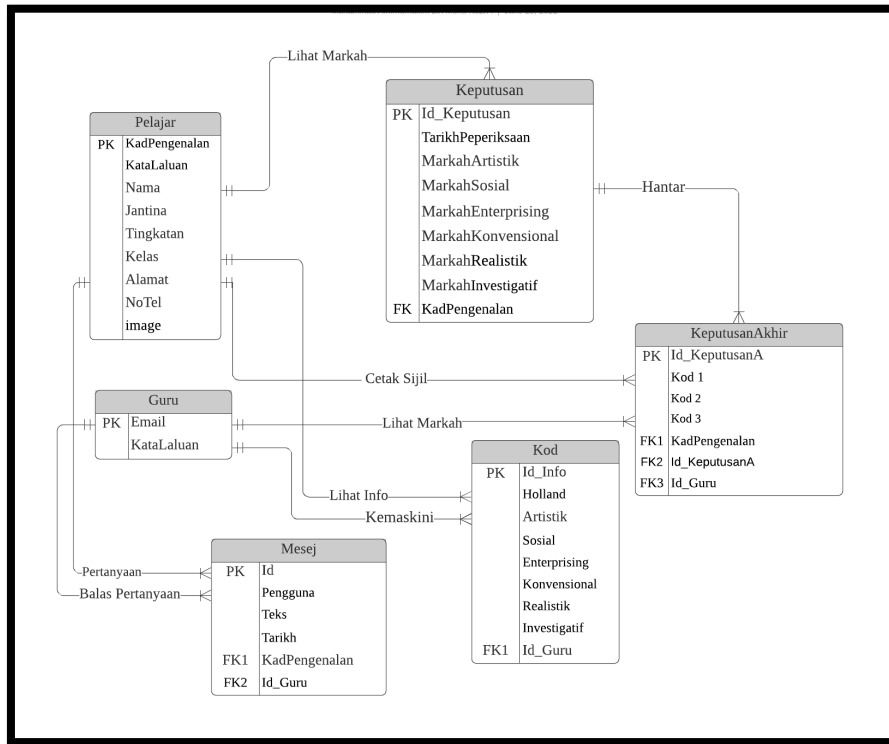 Lihat Markah
Keputusan
PK Id_Keputusan
TarikhPeperiksaan
MarkahArtistik
MarkahSosial
MarkahEnterprising
MarkahKonvensional
MarkahRealistik
MarkahInvestigatif
FK KadPengenalan
Pelajar
PK KadPengenalan
KataLaluan
Nama
Jantina
Tingkatan
Kelas
Alamat
NoTel
image
Hantar
KeputusanAkhir
PK Id_KeputusanA
Kod 1
Kod 2
Kod 3
FK1 KadPengenalan
FK2 Id_KeputusanA
FK3 Id_Guru
Cetak Sijil
Guru
PK Email
KataLaluan
Lihat Markah
Kod
PK Id_Info
Holland
Artistik
Sosial
Enterprising
Konvensional
Realistik
Investigatif
FK1 Id_Guru
Lihat Info
Kemaskini
Mesej
PK Id
Pengguna
Teks
Tarikh
FK1 KadPengenalan
FK2 Id_Guru
Pertanyaan
Balas Pertanyaan